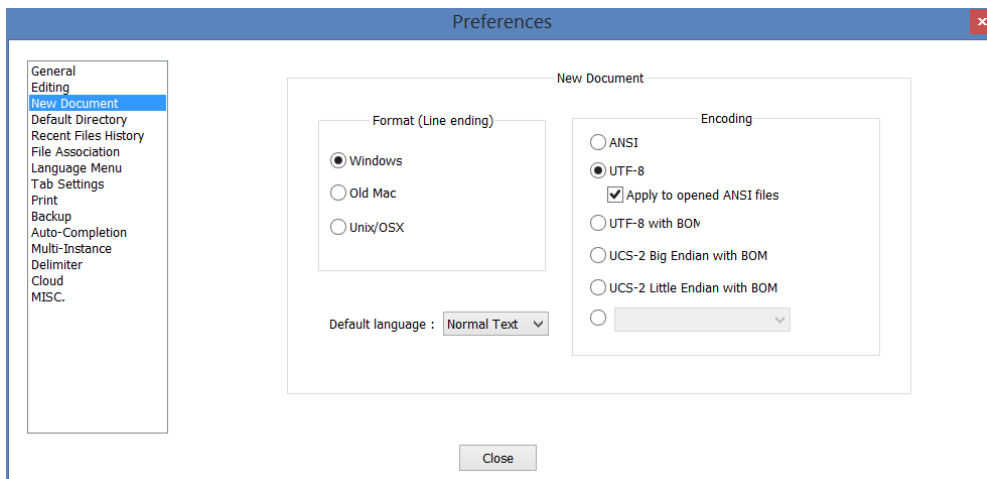 Preferences
General
Editing
New Document
Default Directory
Recent Files History
File Association
Language Menu
Tab Settings
Print
Backup
Auto-Completion
Multi-Instance
Delimiter
Cloud
MISC.
New Document
Format (Line ending)
Windows
Old Mac
Unix/OSX
Default language : Normal Text
Encoding
ANSI
UTF-8
Apply to opened ANSI files
UTF-8 with BOM
UCS-2 Big Endian with BOM
UCS-2 Little Endian with BOM
Close